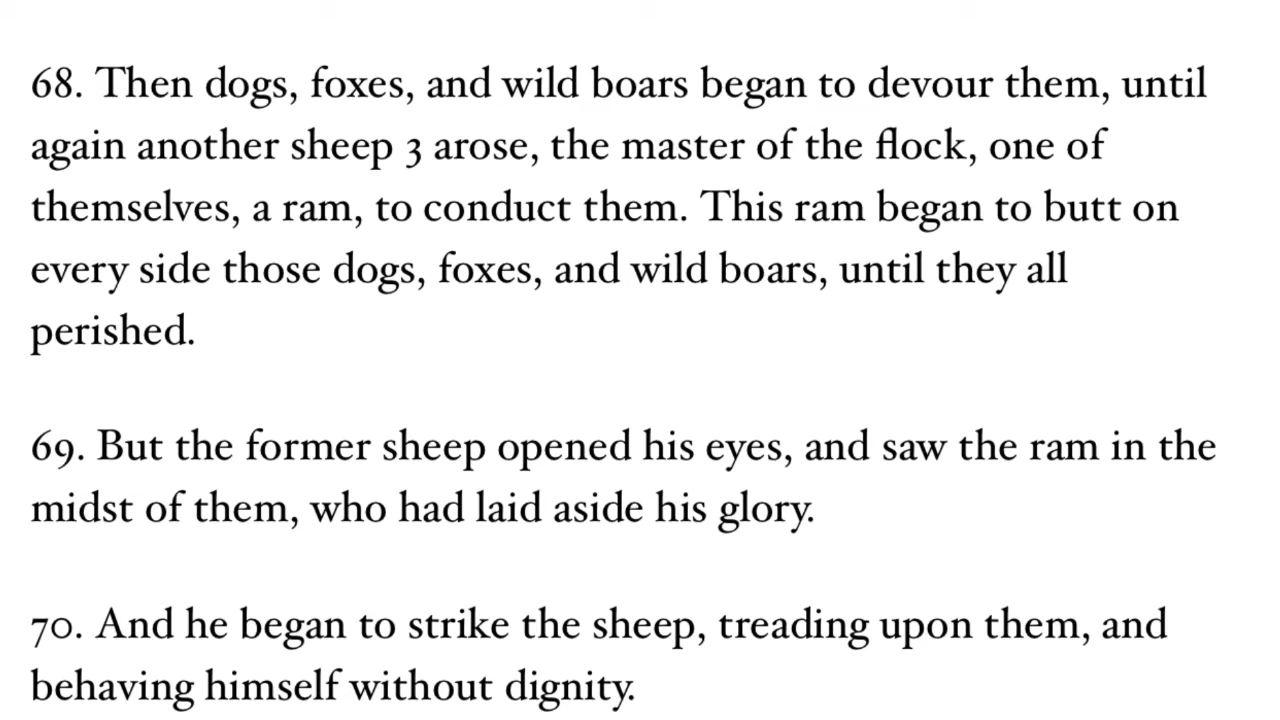 68. Then dogs, foxes, and wild boars began to devour them, until
again another sheep 3 arose, the master of the flock, one of
themselves, a ram, to conduct them. This ram began to butt on
every side those dogs, foxes, and wild boars, until they all
perished.
69. But the former sheep opened his eyes, and saw the ram in the
midst of them, who had laid aside his glory.
70. And he began to strike the sheep, treading upon them, and
behaving himself without dignity.